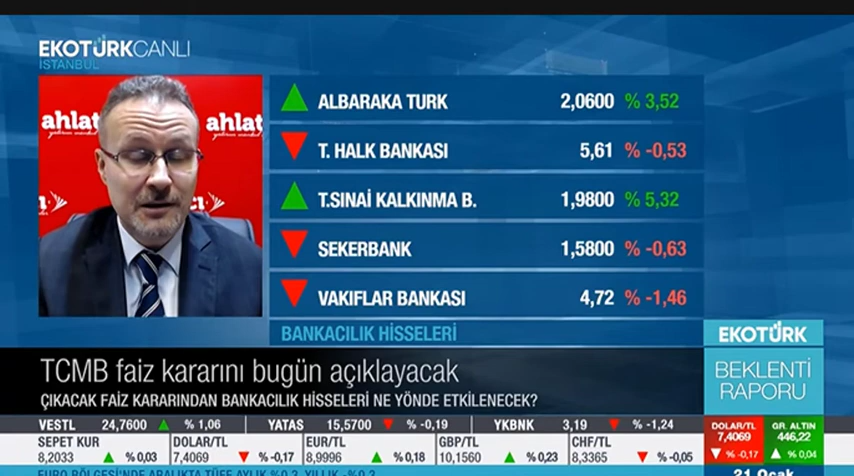 EKOTÜRK CANLI
İSTANBUL
ahlat
ahlat
ALBARAKA TURK 2,0600 % 3,52
T. HALK BANKASI 5,61 % -0,53
T.SINAİ KALKINMA B. 1,9800 % 5,32
SEKERBANK 1,5800 % -0,63
VAKIFLAR BANKASI 4,72 % -1,46
BANKACILIK HİSSELERİ
EKOTÜRK
BEKLENTİ
RAPORU
TCMB faiz kararını bugün açıklayacak
ÇIKACAK FAİZ KARARINDAN BANKACILIK HİSSELERİ NE YÖNDE ETKİLENECEK?
VESTL 24,7600 % 1,06 YATAS 15,5700 % -0,19 YKBNK 3,19 % -1,24
SEPET KUR DOLAR/TL EUR/TL GBP/TL CHF/TL
8,2033 % 0,03 7,4069 % -0,17 8,9996 % 0,18 10,1560 % 0,23 8,3365 % -0,05
DOLAR/TL GR. ALTIN
7,4069 446,22
% -0,17 % 0,04
21 Ocak